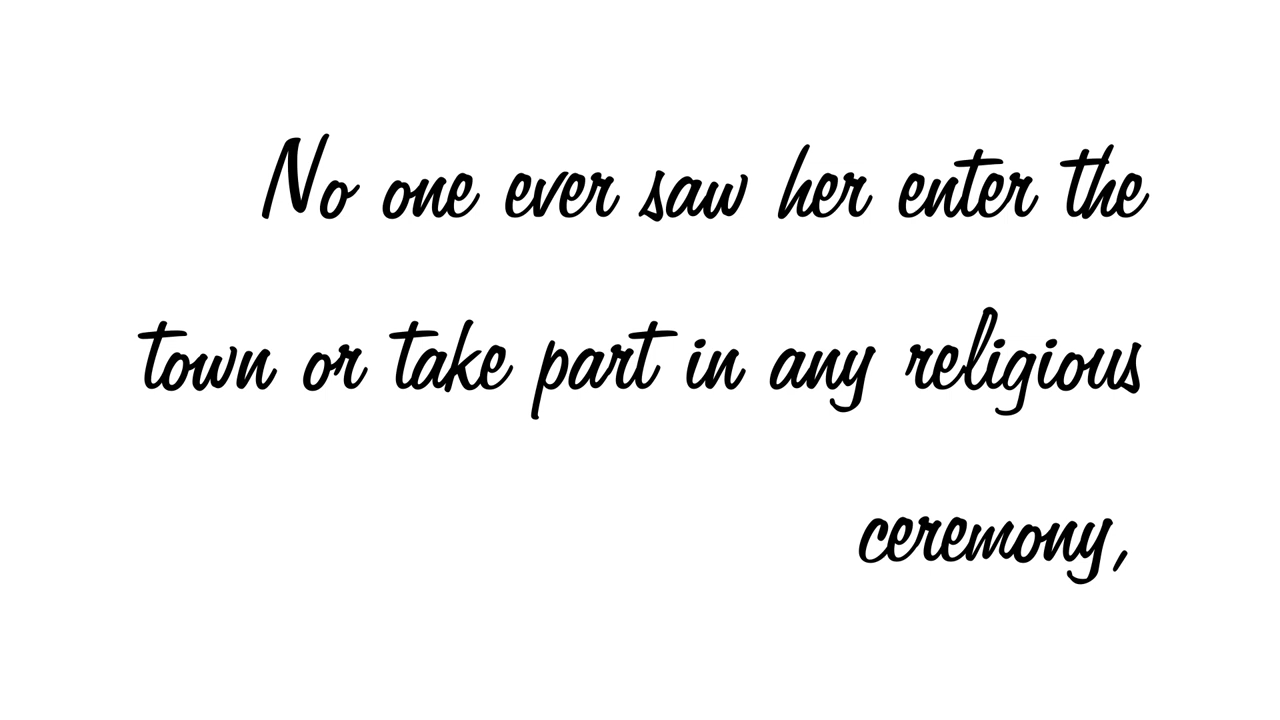 No one ever saw her enter the
town or take part in any religious
ceremony,